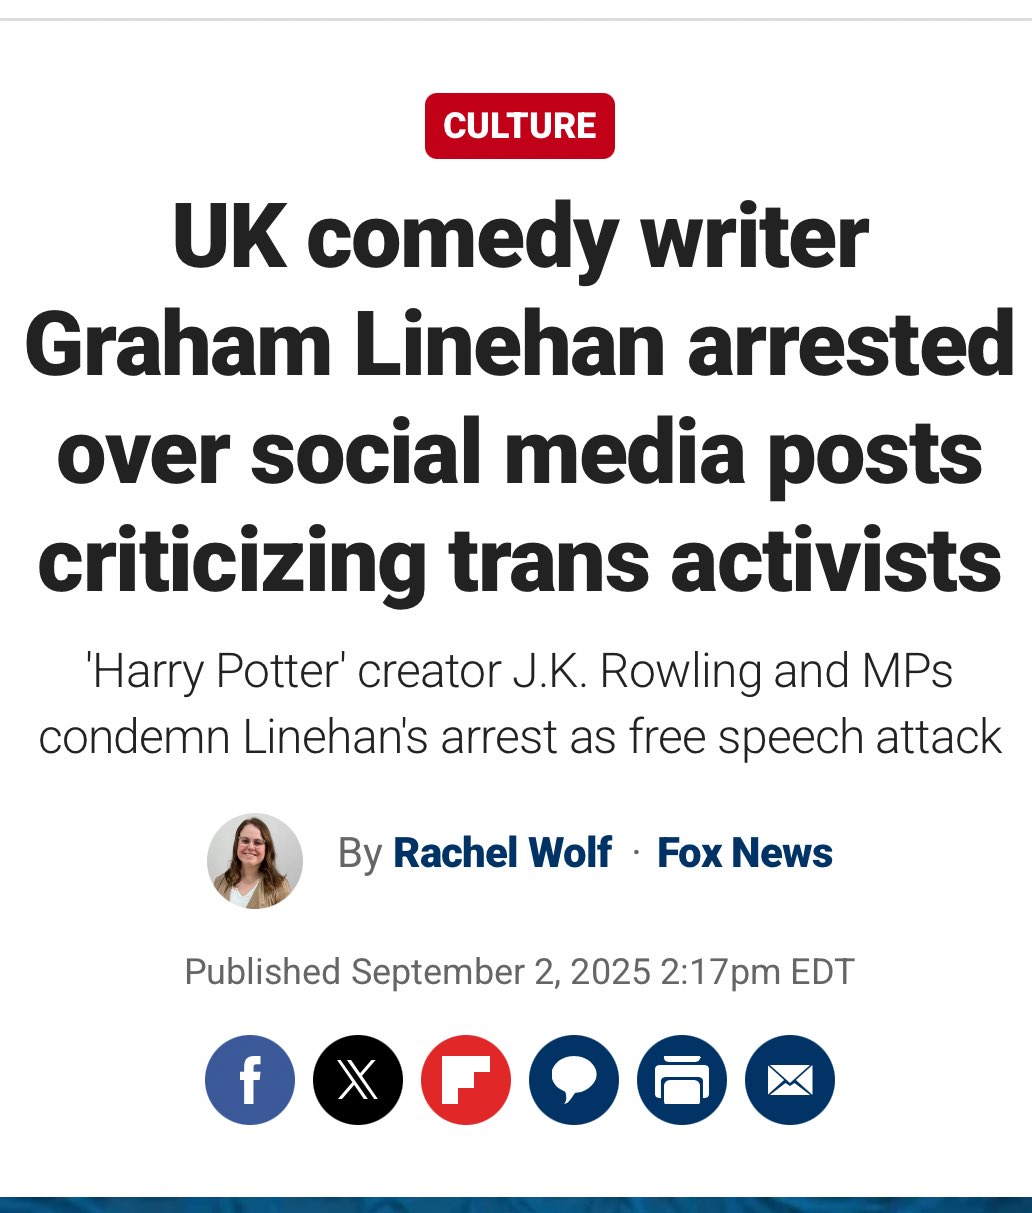 CULTURE
UK comedy writer
Graham Linehan arrested
over social media posts
criticizing trans activists
'Harry Potter' creator J.K. Rowling and MPs
condemn Linehan's arrest as free speech attack
By Rachel Wolf · Fox News
Published September 2, 2025 2:17pm EDT